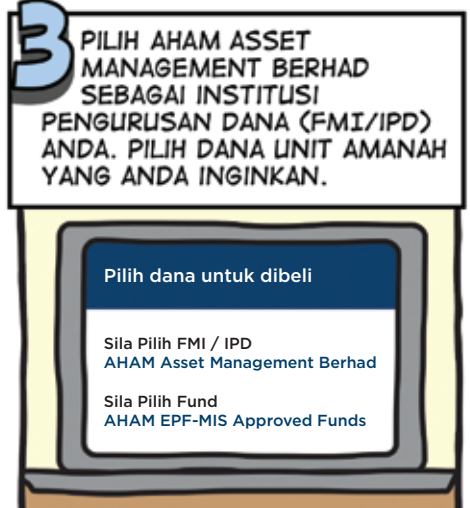 3
PILIH AHAM ASSET
MANAGEMENT BERHAD
SEBAGAI INSTITUSI
PENGURUSAN DANA (FMI/IPD)
ANDA. PILIH DANA UNIT AMANAH
YANG ANDA INGINKAN.
Pilih dana untuk dibeli
Sila Pilih FMI / IPD
AHAM Asset Management Berhad
Sila Pilih Fund
AHAM EPF-MIS Approved Funds